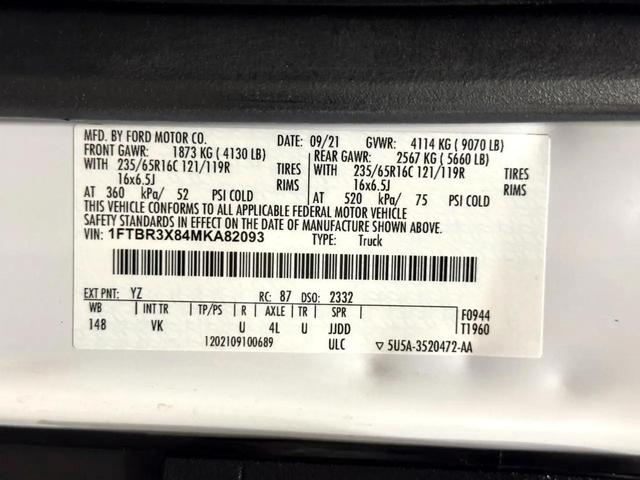 MFD. BY FORD MOTOR CO. DATE: 09/21 GVWR: 4114 KG ( 9070 LB)
FRONT GAWR: 1873 KG ( 4130 LB) REAR GAWR: 2567 KG ( 5660 LB)
WITH 235/65R16C 121/119R TIRES WITH 235/65R16C 121/119R TIRES
16x6.5J RIMS 16x6.5J RIMS
AT 360 kPa/ 52 PSI COLD AT 520 kPa/ 75 PSI COLD
THIS VEHICLE CONFORMS TO ALL APPLICABLE FEDERAL MOTOR VEHICLE
SAFETY STANDARDS IN EFFECT ON THE DATE OF MANUFACTURE SHOWN ABOVE.
VIN: 1FTBR3X84MKA82093 TYPE: Truck
EXT PNT: YZ RC: 87 DSO: 2332
WB INT TR TP/PS R AXLE TR SPR F0944
148 VK U 4L U JJDD T1960
1202109100689 ULC ▽ 5U5A-3520472-AA